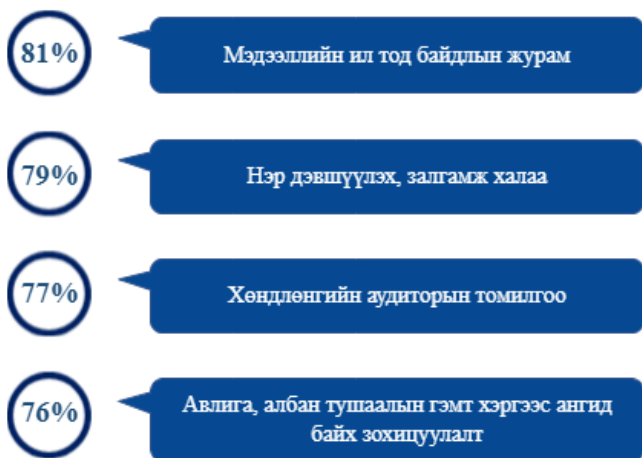 81%
Мэдээллийн ил тод байдлын журам
79%
Нэр дэвшүүлэх, залгамж халаа
77%
Хөндлөнгийн аудиторын томилгоо
76%
Авлига, албан тушаалын гэмт хэргээс ангид
байх зохицуулалт